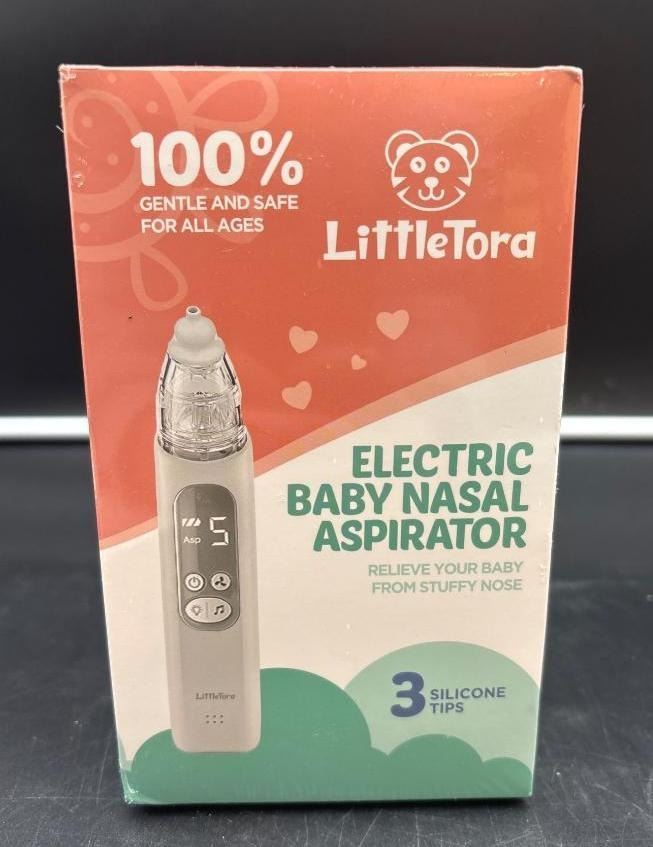 100%
GENTLE AND SAFE
FOR ALL AGES
LittleTora
ELECTRIC
BABY NASAL
ASPIRATOR
RELIEVE YOUR BABY
FROM STUFFY NOSE
Asp 5
LittleTora
3 SILICONE
TIPS